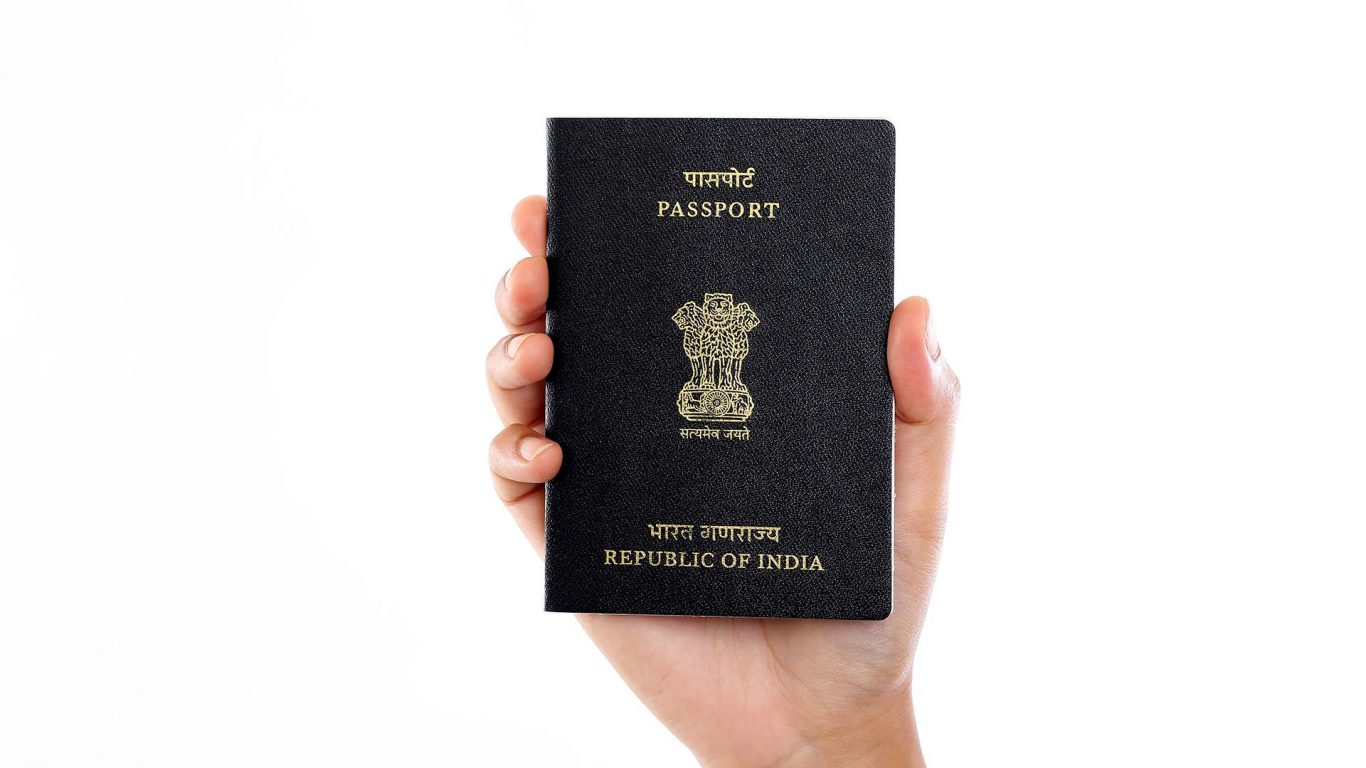 पासपोर्ट
PASSPORT
सत्यमेव जयते
भारत गणराज्य
REPUBLIC OF INDIA